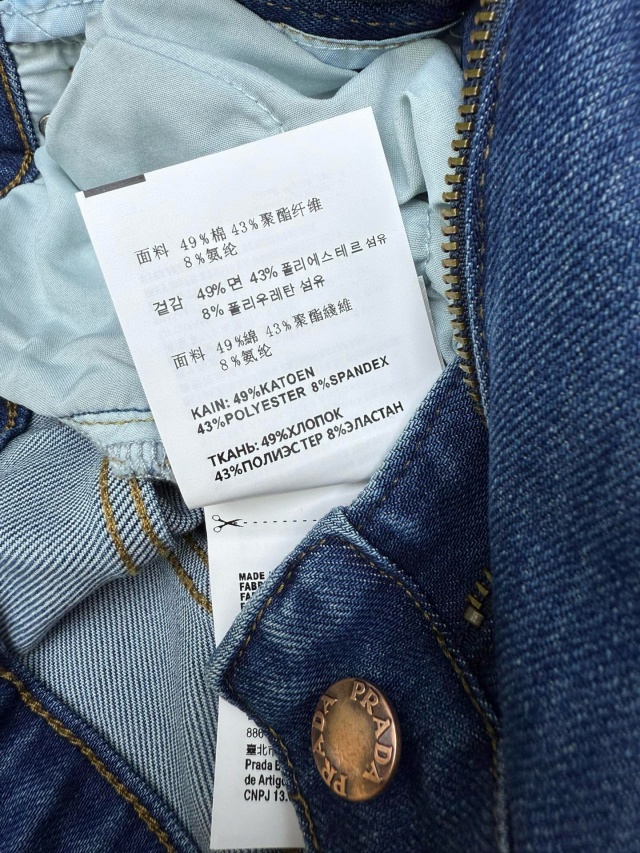 面料 49%棉 43%聚酯纤维
8%氨纶
겉감 49%면 43% 폴리에스테르 섬유
8% 폴리우레탄 섬유
面料 49%綿 43%聚酯綫維
8%氨纶
KAIN: 49%KATOEN
43%POLYESTER 8%SPANDEX
ТКАНЬ: 49%ХЛОПОК
43%ПОЛИЭСТЕР 8%ЭЛАСТАН
MADE
FABR
886
臺北市
Prada B
de Artig
CNPJ 13.
PRADA PRADA